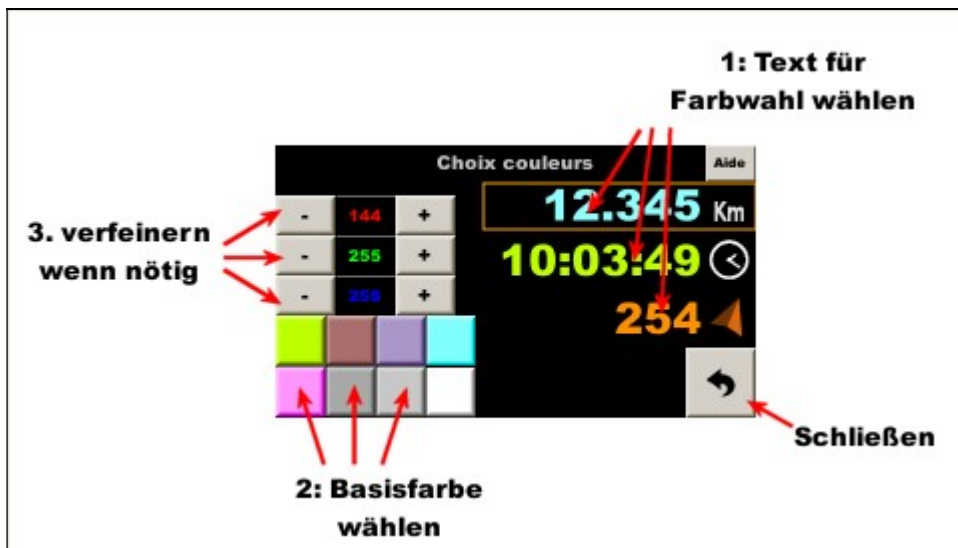 1: Text für
Farbwahl wählen
Choix couleurs
Aide
12.345 Km
- 144 +
3. verfeinern
wenn nötig
10:03:49
- 255 +
- 255 +
254
Schließen
2: Basisfarbe
wählen